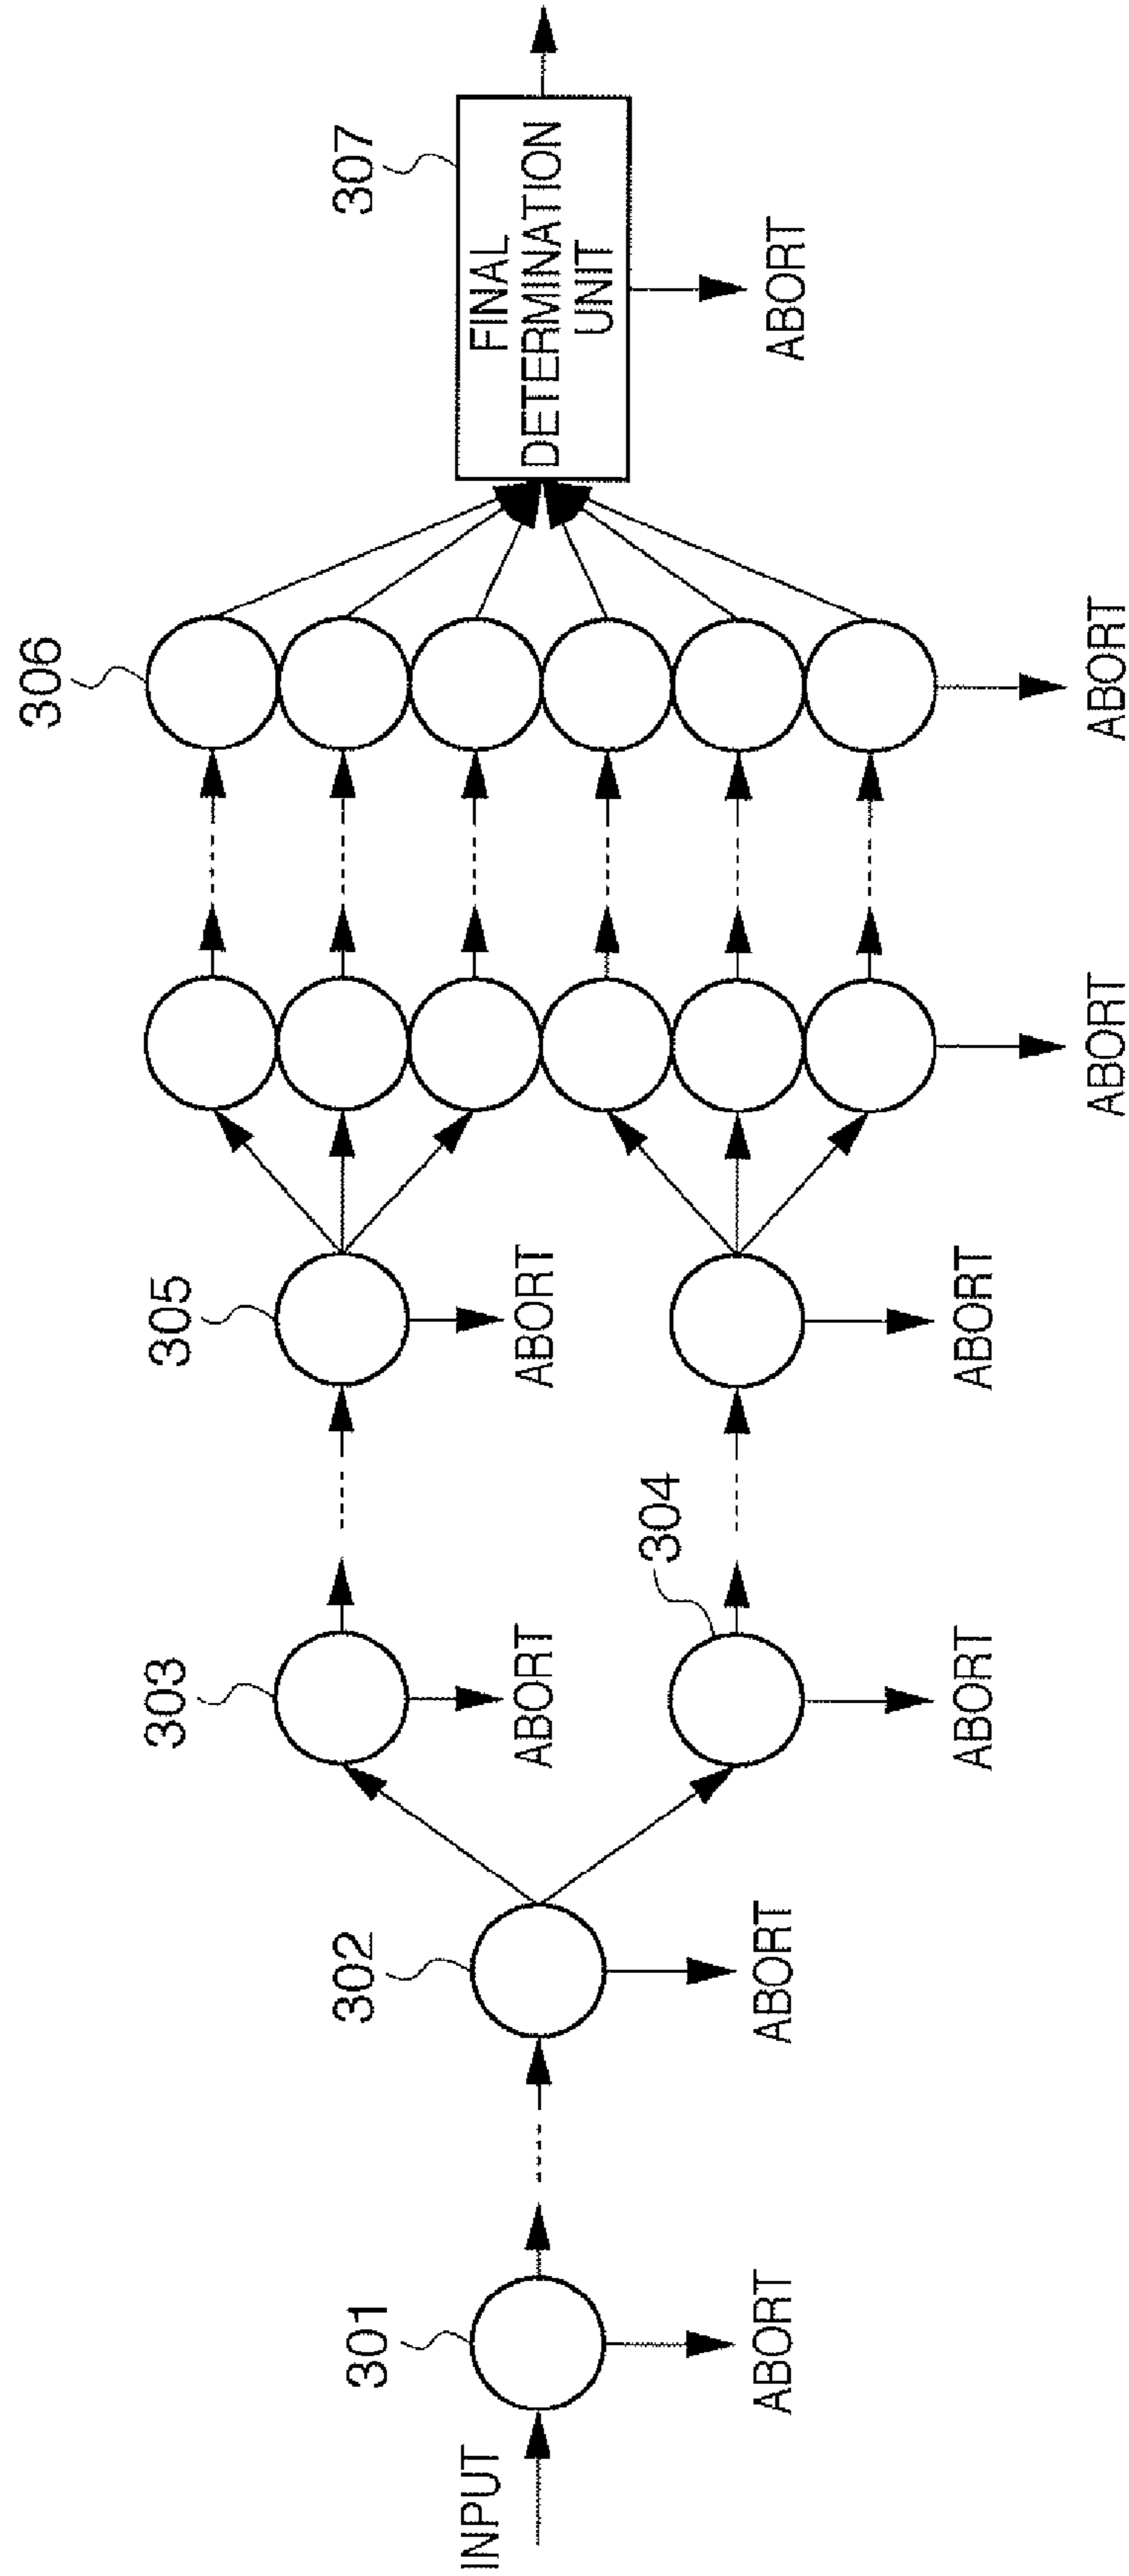 INPUT
301
ABORT
302
ABORT
303
ABORT
304
ABORT
305
ABORT
ABORT
ABORT
306
ABORT
307
FINAL
DETERMINATION
UNIT
ABORT